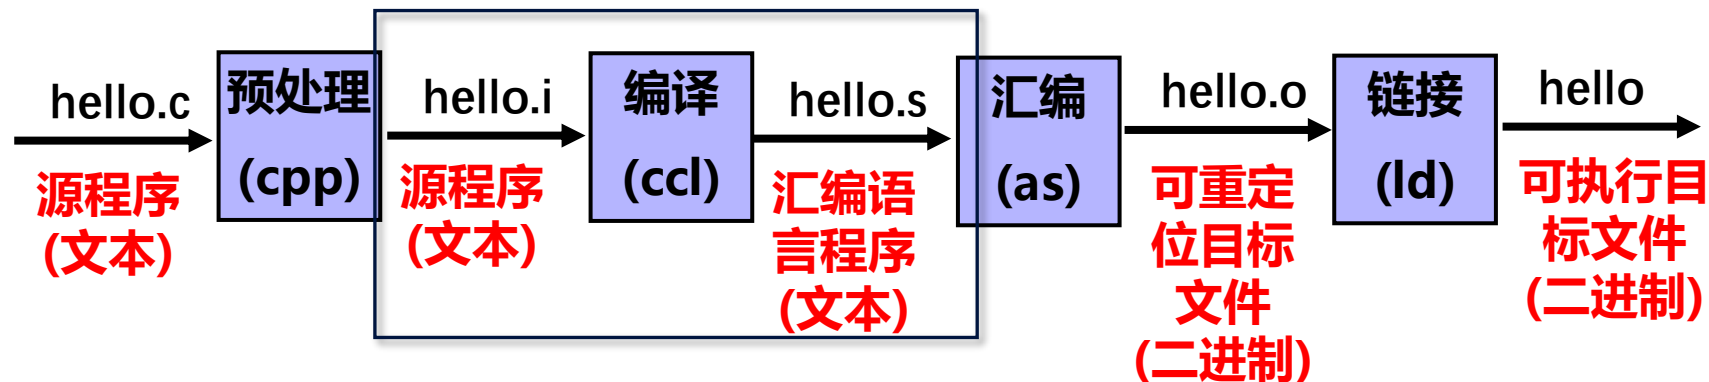 hello.c
源程序
(文本)
预处理
(cpp)
hello.i
源程序
(文本)
编译
(ccl)
hello.s
汇编语
言程序
(文本)
汇编
(as)
hello.o
可重定
位目标
文件
(二进制)
链接
(ld)
hello
可执行目
标文件
(二进制)